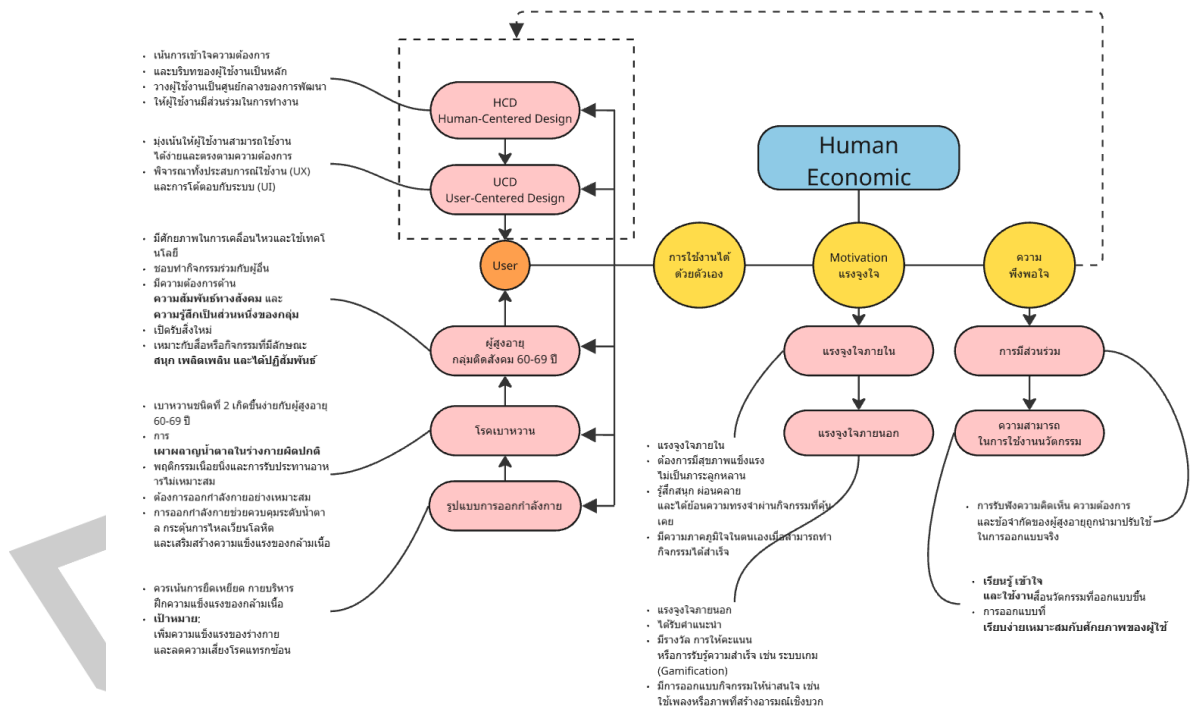 • เน้นการเข้าใจความต้องการ
• และบริบทของผู้ใช้งานเป็นหลัก
• วางผู้ใช้งานเป็นศูนย์กลางของการพัฒนา
• ให้ผู้ใช้งานมีส่วนร่วมในการทำงาน
HCD
Human-Centered Design
• มุ่งเน้นให้ผู้ใช้งานสามารถใช้งาน
ได้ง่ายและตรงตามความต้องการ
• พิจารณาทั้งประสบการณ์ใช้งาน (UX)
และการโต้ตอบกับระบบ (UI)
UCD
User-Centered Design
Human
Economic
User
การใช้งานได้
ด้วยตัวเอง
Motivation
แรงจูงใจ
ความ
พึงพอใจ
• มีศักยภาพในการเคลื่อนไหวและใช้เทคโ
นโลยี
• ชอบทำกิจกรรมร่วมกับผู้อื่น
• มีความต้องการด้าน
ความสัมพันธ์ทางสังคม และ
ความรู้สึกเป็นส่วนหนึ่งของกลุ่ม
• เปิดรับสิ่งใหม่
• เหมาะกับสื่อหรือกิจกรรมที่มีลักษณะ
สนุก เพลิดเพลิน และได้ปฏิสัมพันธ์
ผู้สูงอายุ
กลุ่มติดสังคม 60-69 ปี
แรงจูงใจภายใน
การมีส่วนร่วม
• เบาหวานชนิดที่ 2 เกิดขึ้นง่ายกับผู้สูงอายุ
60-69 ปี
• การ
เผาผลาญน้ำตาลในร่างกายผิดปกติ
• พฤติกรรมเนือยนิ่งและการรับประทานอาห
ารไม่เหมาะสม
• ต้องการออกกำลังกายอย่างเหมาะสม
• การออกกำลังกายช่วยควบคุมระดับน้ำตา
ล กระตุ้นการไหลเวียนโลหิต
และเสริมสร้างความแข็งแรงของกล้ามเนื้อ
โรคเบาหวาน
แรงจูงใจภายนอก
ความสามารถ
ในการใช้งานนวัตกรรม
รูปแบบการออกกำลังกาย
• แรงจูงใจภายใน
• ต้องการมีสุขภาพแข็งแรง
ไม่เป็นภาระลูกหลาน
• รู้สึกสนุก ผ่อนคลาย
และได้ย้อนความทรงจำผ่านกิจกรรมที่คุ้น
เคย
• มีความภาคภูมิใจในตนเองเมื่อสามารถทำ
กิจกรรมได้สำเร็จ
• การรับฟังความคิดเห็น ความต้องการ
และข้อจำกัดของผู้สูงอายุถูกนำมาปรับใช้
ในการออกแบบจริง
• ควรเน้นการยืดเหยียด กายบริหาร
ฝึกความแข็งแรงของกล้ามเนื้อ
• เป้าหมาย:
เพิ่มความแข็งแรงของร่างกาย
และลดความเสี่ยงโรคแทรกซ้อน
• แรงจูงใจภายนอก
• ได้รับคำแนะนำ
• มีรางวัล การให้คะแนน
หรือการรับรู้ความสำเร็จ เช่น ระบบเกม
(Gamification)
• มีการออกแบบกิจกรรมให้น่าสนใจ เช่น
ใช้เพลงหรือภาพที่สร้างอารมณ์เชิงบวก
• เรียนรู้ เข้าใจ
และใช้งานสื่อนวัตกรรมที่ออกแบบขึ้น
• การออกแบบที่
เรียบง่ายเหมาะสมกับศักยภาพของผู้ใช้